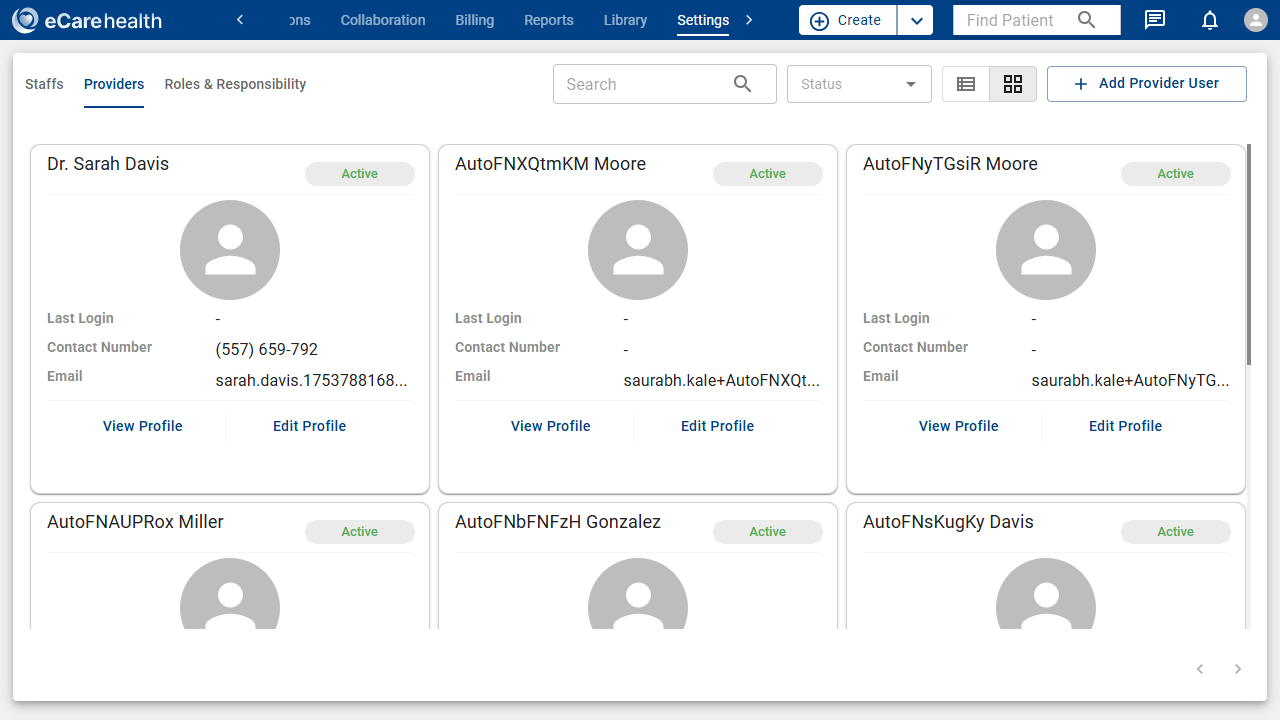 eCarehealth
ons Collaboration Billing Reports Library Settings Create Find Patient
Staffs Providers Roles & Responsibility Search Status Add Provider User
Dr. Sarah Davis Active
AutoFNXQtmKM Moore Active
AutoFNyTGsiR Moore Active
Last Login -
Contact Number (557) 659-792
Email sarah.davis.1753788168...
View Profile Edit Profile
Last Login -
Contact Number -
Email saurabh.kale+AutoFNXQt...
View Profile Edit Profile
Last Login -
Contact Number -
Email saurabh.kale+AutoFNyTG...
View Profile Edit Profile
AutoFNAUPRox Miller Active
AutoFNbFNFzH Gonzalez Active
AutoFNsKugKy Davis Active